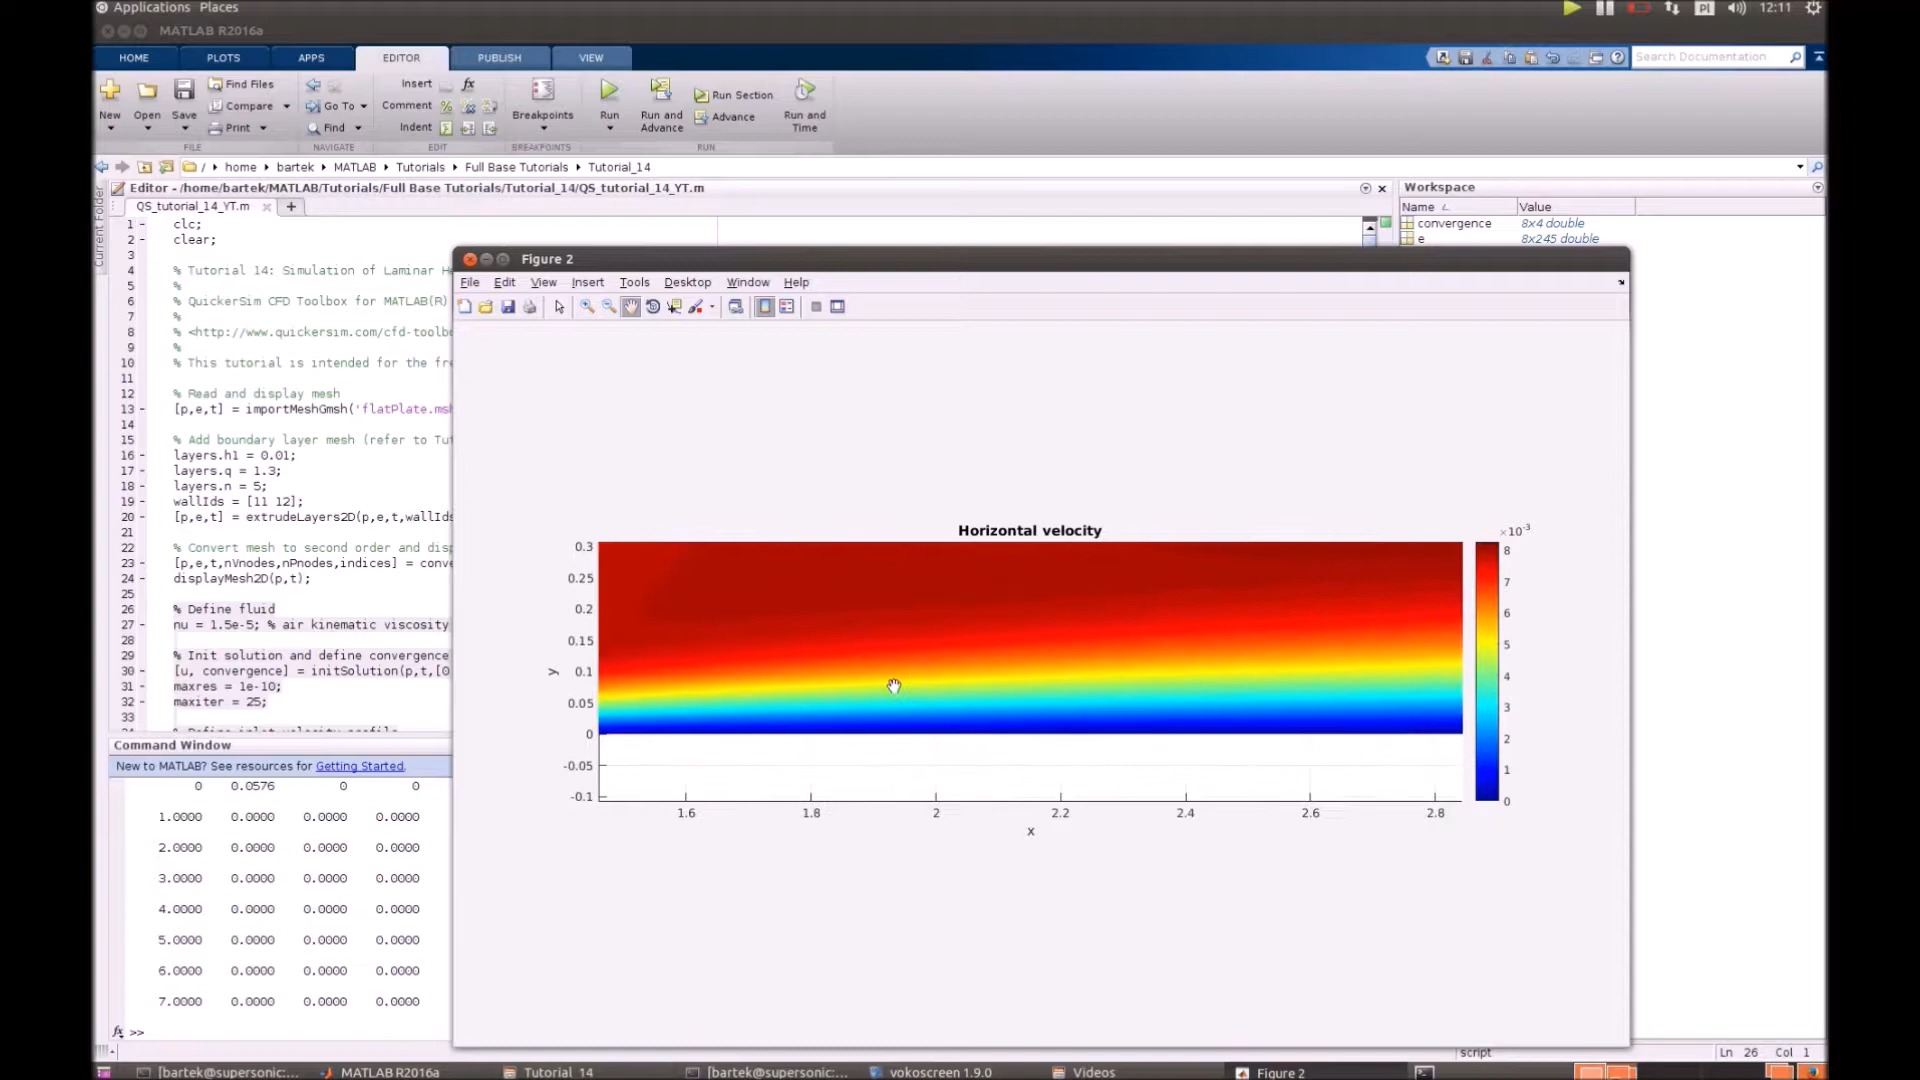 Applications Places
Pl 12:11
MATLAB R2016a
HOME PLOTS APPS EDITOR PUBLISH VIEW
Search Documentation
New Open Save Find Files Compare Print
Go To Find
Insert fx
Comment %
Indent
Breakpoints
Run Run and Advance Run Section Advance Run and Time
FILE NAVIGATE EDIT BREAKPOINTS RUN
/ home bartek MATLAB Tutorials Full Base Tutorials Tutorial_14
Current Folder
Editor - /home/bartek/MATLAB/Tutorials/Full Base Tutorials/Tutorial_14/QS_tutorial_14_YT.m
QS_tutorial_14_YT.m
1 - clc;
2 - clear;
3
4 % Tutorial 14: Simulation of Laminar H
5 %
6 % QuickerSim CFD Toolbox for MATLAB(R)
7 %
8 % <http://www.quickersim.com/cfd-toolbo
9 %
10 % This tutorial is intended for the fre
11
12 % Read and display mesh
13 - [p,e,t] = importMeshGmsh('flatPlate.msh
14
15 % Add boundary layer mesh (refer to Tut
16 - layers.h1 = 0.01;
17 - layers.q = 1.3;
18 - layers.n = 5;
19 - wallIds = [11 12];
20 - [p,e,t] = extrudeLayers2D(p,e,t,wallIds
21
22 % Convert mesh to second order and disp
23 - [p,e,t,nVnodes,nPnodes,indices] = conve
24 - displayMesh2D(p,t);
25
26 % Define fluid
27 - nu = 1.5e-5; % air kinematic viscosity
28
29 % Init solution and define convergence
30 - [u, convergence] = initSolution(p,t,[0
31 - maxres = 1e-10;
32 - maxiter = 25;
33
Workspace
Name Value
convergence 8x4 double
e 8x245 double
Figure 2
File Edit View Insert Tools Desktop Window Help
Horizontal velocity
×10-3
0.3
0.25
0.2
0.15
0.1
0.05
0
-0.05
-0.1
y
1.6 1.8 2 2.2 2.4 2.6 2.8
x
8
7
6
5
4
3
2
1
0
Command Window
New to MATLAB? See resources for Getting Started.
0 0.0576 0 0
1.0000 0.0000 0.0000 0.0000
2.0000 0.0000 0.0000 0.0000
3.0000 0.0000 0.0000 0.0000
4.0000 0.0000 0.0000 0.0000
5.0000 0.0000 0.0000 0.0000
6.0000 0.0000 0.0000 0.0000
7.0000 0.0000 0.0000 0.0000
fx >>
script Ln 26 Col 1
[bartek@supersonic:... MATLAB R2016a Tutorial_14 [bartek@supersonic:... vokoscreen 1.9.0 Videos Figure 2